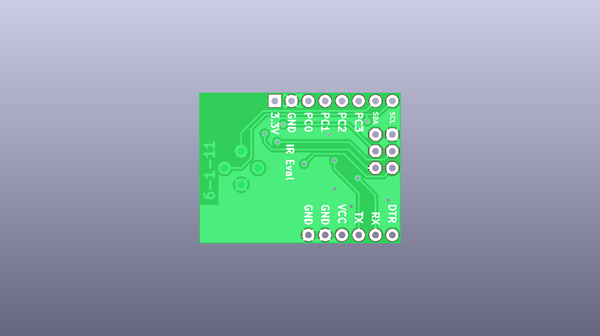 3.3V
GND
PC0
PC1
PC2
PC3
SDA
SCL
IR Eval
6-1-11
GND
GND
VCC
TX
RX
DTR